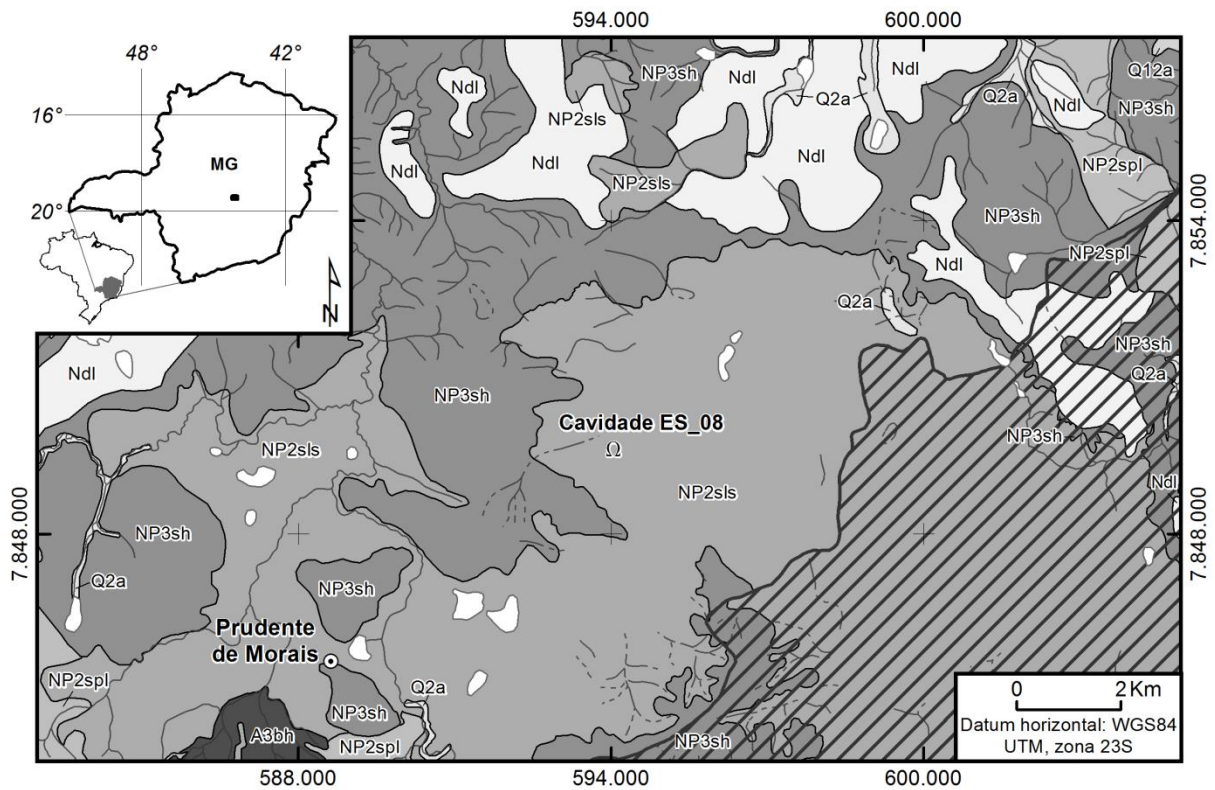 594.000
600.000
48°
42°
16°
MG
20°
N
NP3sh
Ndl
Ndl
Q12a
Ndl
Q2a
Q2a
Ndl
NP3sh
NP2sls
Ndl
Ndl
Ndl
NP2spl
NP2sls
NP3sh
7.854.000
NP2spl
Ndl
Q2a
NP3sh
Ndl
Q2a
NP3sh
Cavidade ES_08
Ω
NP3sh
NP2sls
Ndl
NP2sls
7.848.000
7.848.000
NP3sh
Q2a
NP3sh
Prudente
de Morais
NP2spl
Q2a
NP3sh
A3bh
NP2spl
NP3sh
0 2 Km
Datum horizontal: WGS84
UTM, zona 23S
588.000
594.000
600.000